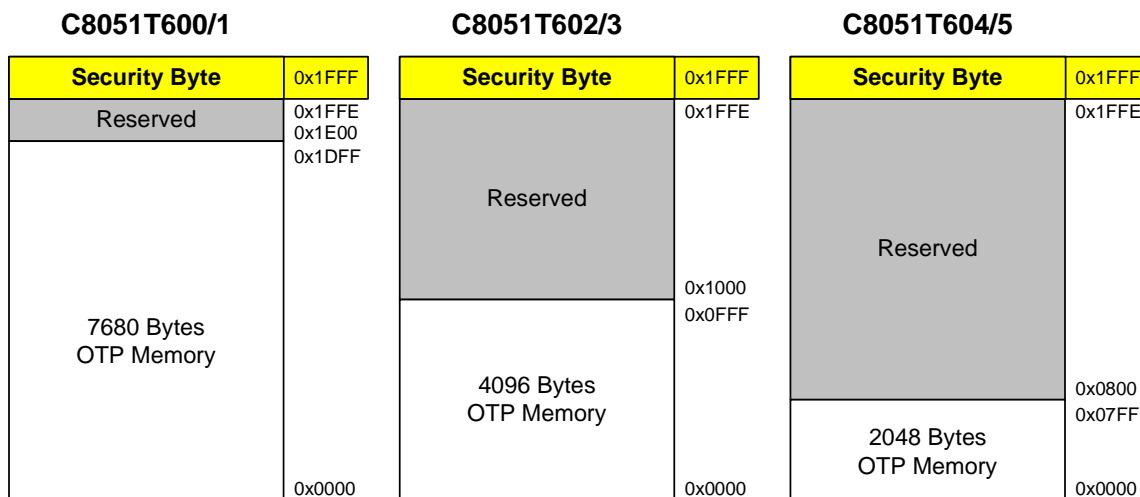 C8051T600/1
Security Byte
0x1FFF
Reserved
0x1FFE
0x1E00
0x1DFF
7680 Bytes
OTP Memory
0x0000
C8051T602/3
Security Byte
0x1FFF
0x1FFE
Reserved
0x1000
0x0FFF
4096 Bytes
OTP Memory
0x0000
C8051T604/5
Security Byte
0x1FFF
0x1FFE
Reserved
0x0800
0x07FF
2048 Bytes
OTP Memory
0x0000